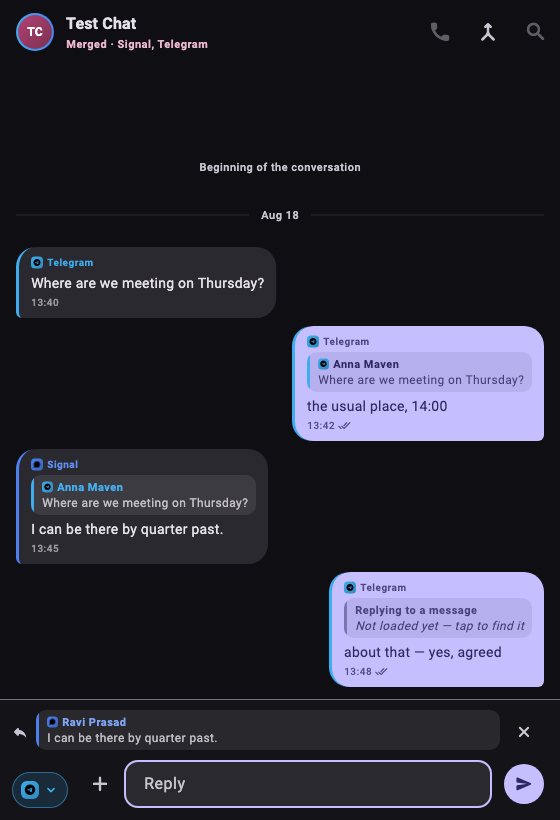 TC
Test Chat
Merged · Signal, Telegram
Beginning of the conversation
Aug 18
Telegram
Where are we meeting on Thursday?
13:40
Telegram
Anna Maven
Where are we meeting on Thursday?
the usual place, 14:00
13:42
Signal
Anna Maven
Where are we meeting on Thursday?
I can be there by quarter past.
13:45
Telegram
Replying to a message
Not loaded yet — tap to find it
about that — yes, agreed
13:48
Ravi Prasad
I can be there by quarter past.
Reply